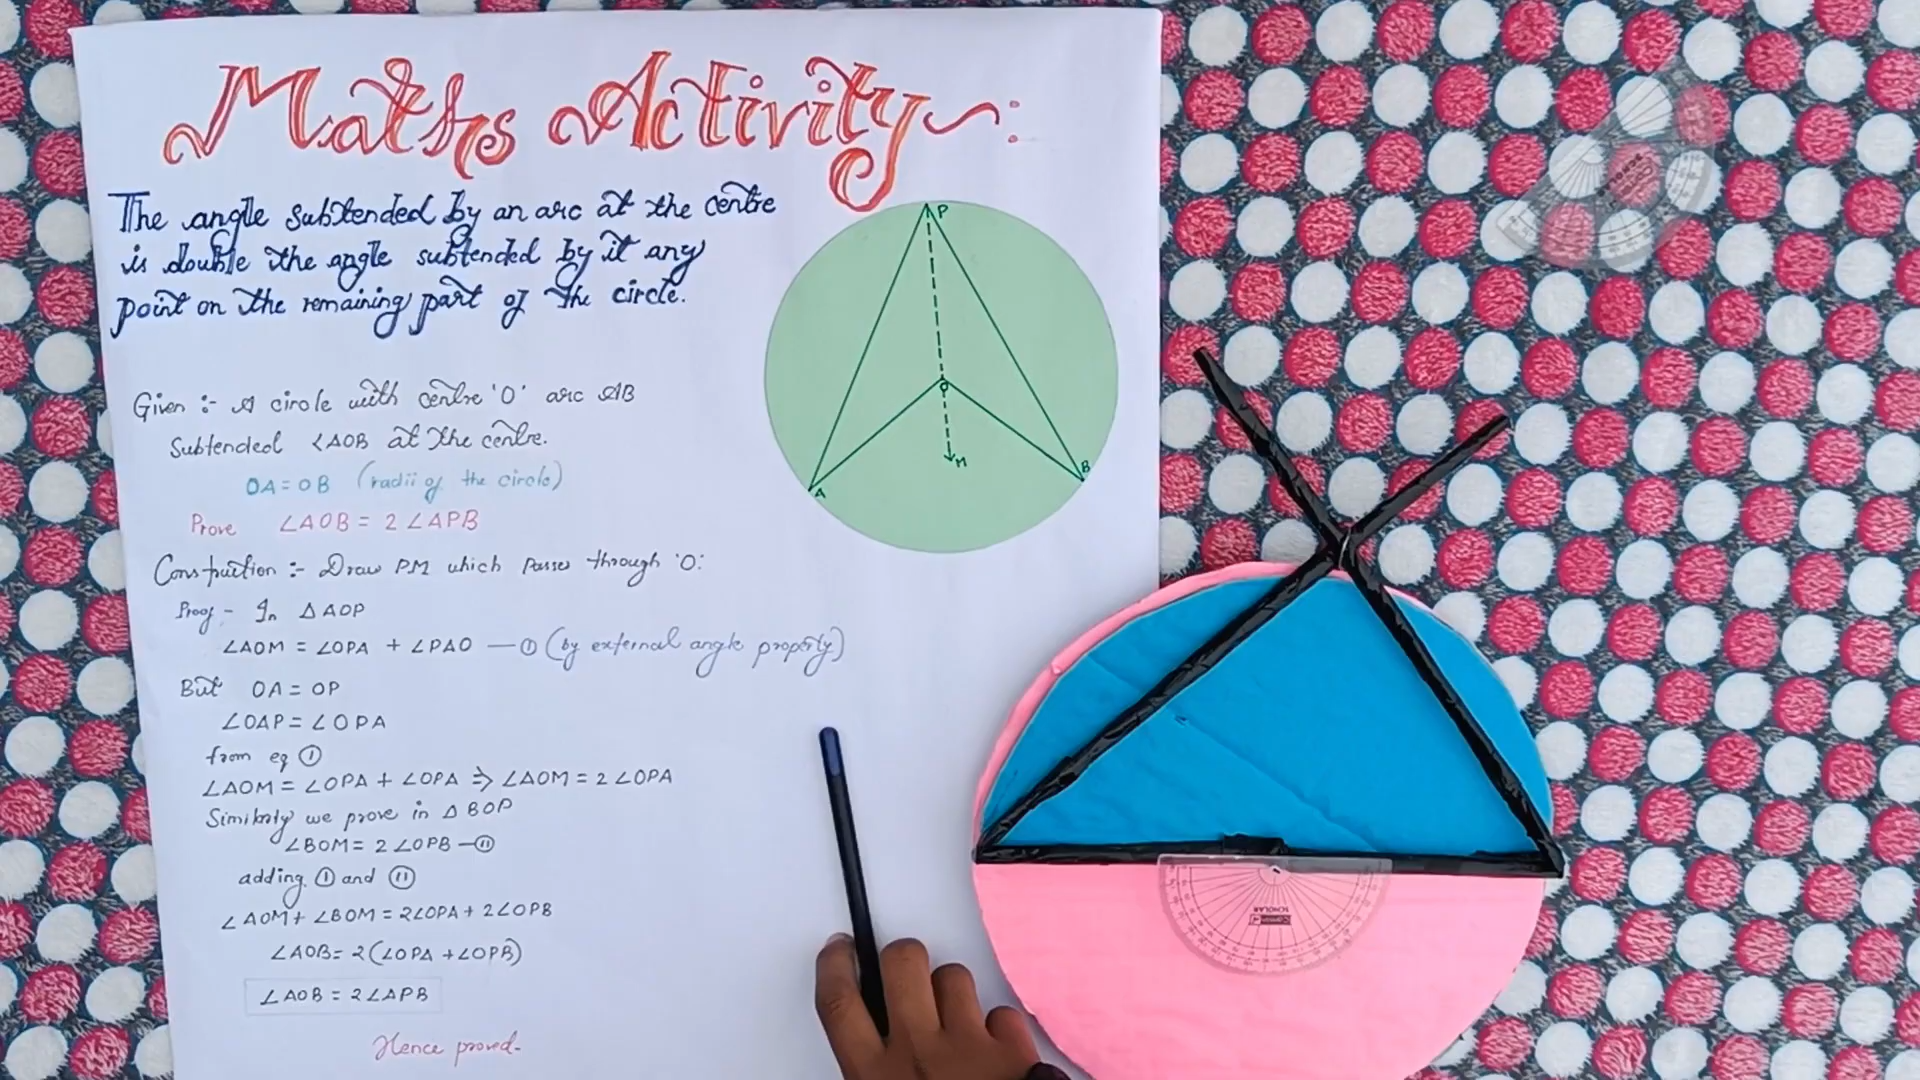 Maths Activity~:
The angle subtended by an arc at the centre
is double the angle subtended by it any
point on the remaining part of the circle.
Given :- A circle with centre 'O' arc AB
Subtended ∠AOB at the centre.
OA = OB (radii of the circle)
Prove ∠AOB = 2∠APB
Construction :- Draw PM which Passes through 'O'.
Proof - In △AOP
∠AOM = ∠OPA + ∠PAO — ① (by external angle property)
But OA = OP
∠OAP = ∠OPA
from eq ①
∠AOM = ∠OPA + ∠OPA ⇒ ∠AOM = 2∠OPA
Similarly we prove in △BOP
∠BOM = 2∠OPB — ⑪
adding ① and ⑪
∠AOM + ∠BOM = 2∠OPA + 2∠OPB
∠AOB = 2(∠OPA + ∠OPB)
∠AOB = 2∠APB
Hence proved-
P
O
M
A
B
SCHOLAR